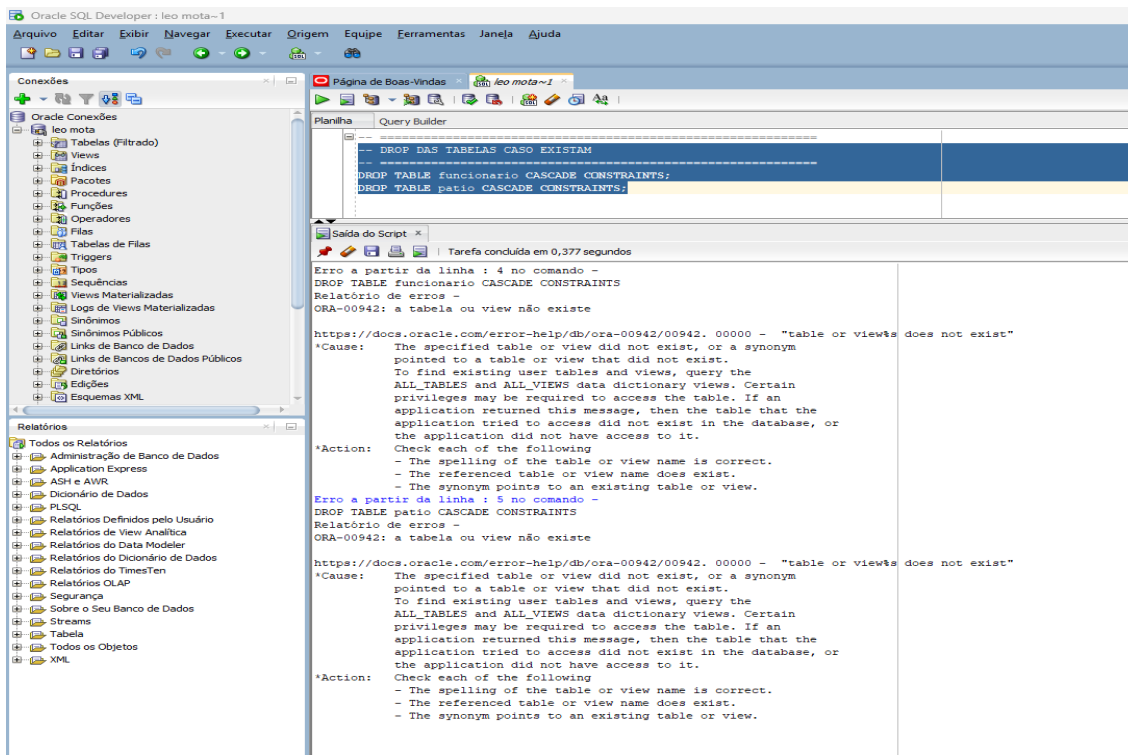 Oracle SQL Developer : leo mota~1
Arquivo Editar Exibir Navegar Executar Origem Equipe Ferramentas Janela Ajuda
Conexões
Oracle Conexões
leo mota
Tabelas (Filtrado)
Views
Índices
Pacotes
Procedures
Funções
Operadores
Filas
Tabelas de Filas
Triggers
Tipos
Sequências
Views Materializadas
Logs de Views Materializadas
Sinônimos
Sinônimos Públicos
Links de Banco de Dados
Links de Bancos de Dados Públicos
Diretórios
Edições
Esquemas XML
Relatórios
Todos os Relatórios
Administração de Banco de Dados
Application Express
ASH e AWR
Dicionário de Dados
PLSQL
Relatórios Definidos pelo Usuário
Relatórios de View Analítica
Relatórios do Data Modeler
Relatórios do Dicionário de Dados
Relatórios do TimesTen
Relatórios OLAP
Segurança
Sobre o Seu Banco de Dados
Streams
Tabela
Todos os Objetos
XML
Página de Boas-Vindas leo mota~1
Planilha Query Builder
-- ============================================================
-- DROP DAS TABELAS CASO EXISTAM
-- ============================================================
DROP TABLE funcionario CASCADE CONSTRAINTS;
DROP TABLE patio CASCADE CONSTRAINTS;
Saída do Script
Tarefa concluída em 0,377 segundos
Erro a partir da linha : 4 no comando -
DROP TABLE funcionario CASCADE CONSTRAINTS
Relatório de erros -
ORA-00942: a tabela ou view não existe
https://docs.oracle.com/error-help/db/ora-00942/00942. 00000 - "table or view%s does not exist"
*Cause: The specified table or view did not exist, or a synonym
pointed to a table or view that did not exist.
To find existing user tables and views, query the
ALL_TABLES and ALL_VIEWS data dictionary views. Certain
privileges may be required to access the table. If an
application returned this message, then the table that the
application tried to access did not exist in the database, or
the application did not have access to it.
*Action: Check each of the following
- The spelling of the table or view name is correct.
- The referenced table or view name does exist.
- The synonym points to an existing table or view.
Erro a partir da linha : 5 no comando -
DROP TABLE patio CASCADE CONSTRAINTS
Relatório de erros -
ORA-00942: a tabela ou view não existe
https://docs.oracle.com/error-help/db/ora-00942/00942. 00000 - "table or view%s does not exist"
*Cause: The specified table or view did not exist, or a synonym
pointed to a table or view that did not exist.
To find existing user tables and views, query the
ALL_TABLES and ALL_VIEWS data dictionary views. Certain
privileges may be required to access the table. If an
application returned this message, then the table that the
application tried to access did not exist in the database, or
the application did not have access to it.
*Action: Check each of the following
- The spelling of the table or view name is correct.
- The referenced table or view name does exist.
- The synonym points to an existing table or view.